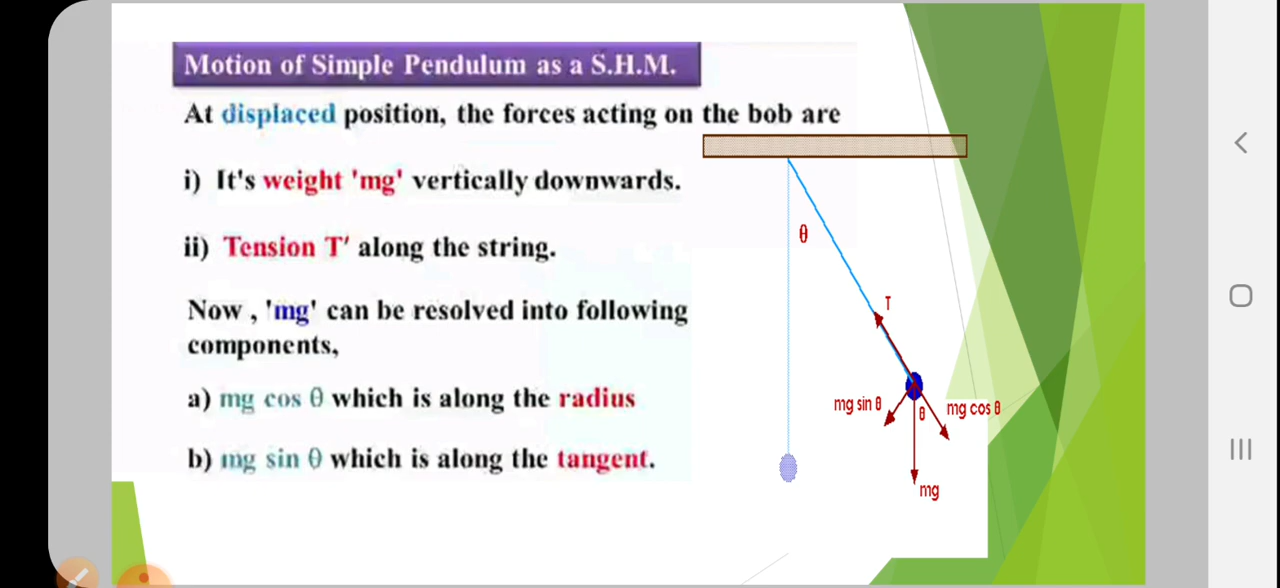 Motion of Simple Pendulum as a S.H.M.
At displaced position, the forces acting on the bob are
i) It's weight 'mg' vertically downwards.
ii) Tension T' along the string.
Now , 'mg' can be resolved into following
components,
a) mg cos θ which is along the radius
b) mg sin θ which is along the tangent.
θ
T
mg sin θ
θ
mg cos θ
mg